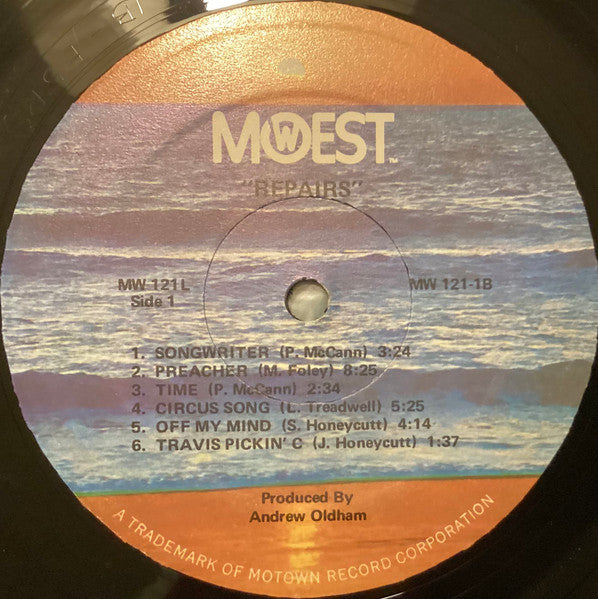 MOWEST TM
"REPAIRS"
MW 121L
Side 1
MW 121-1B
1. SONGWRITER (P. McCann) 3:24
2. PREACHER (M. Foley) 8:25
3. TIME (P. McCann) 2:34
4. CIRCUS SONG (L. Treadwell) 5:25
5. OFF MY MIND (S. Honeycutt) 4:14
6. TRAVIS PICKIN' C (J. Honeycutt) 1:37
Produced By
Andrew Oldham
A TRADEMARK OF MOTOWN RECORD CORPORATION